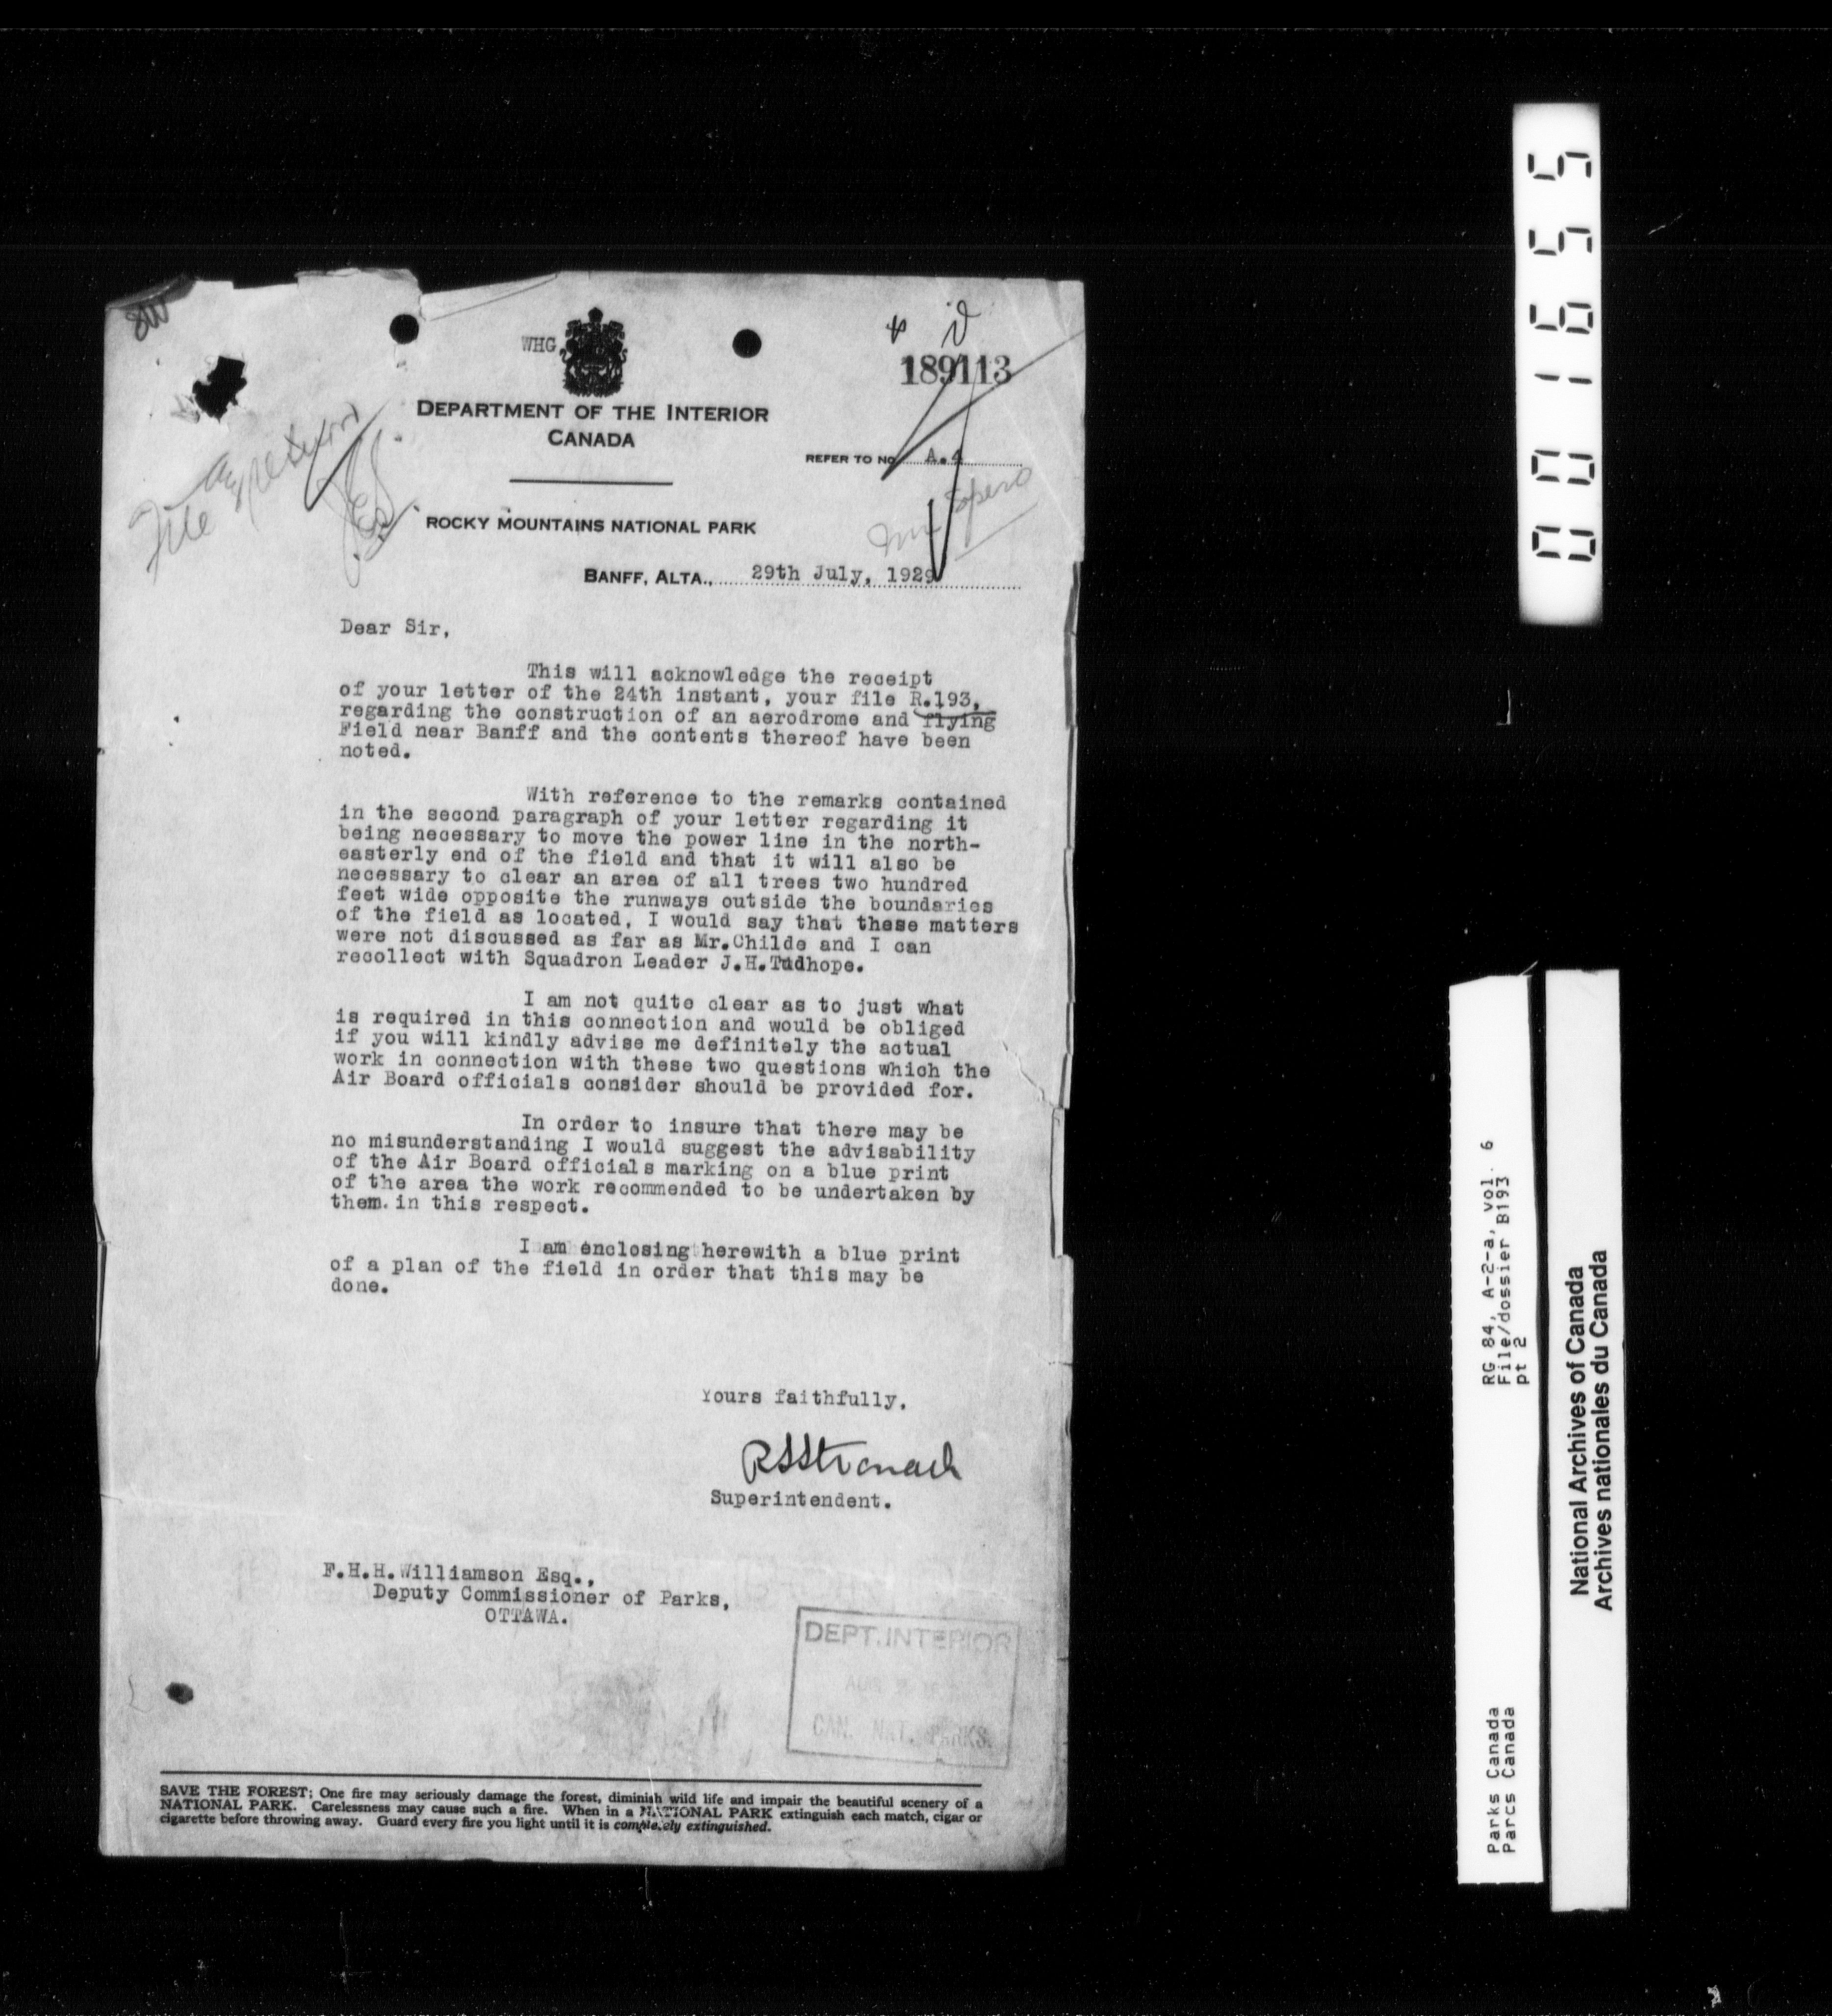 WHG.
189113
DEPARTMENT OF THE INTERIOR
CANADA
REFER TO NO. A.4
File
Mr Spero
ROCKY MOUNTAINS NATIONAL PARK
BANFF, ALTA., 29th July, 1929
Dear Sir,
This will acknowledge the receipt
of your letter of the 24th instant, your file R.193,
regarding the construction of an aerodrome and flying
Field near Banff and the contents thereof have been
noted.
With reference to the remarks contained
in the second paragraph of your letter regarding it
being necessary to move the power line in the north-
easterly end of the field and that it will also be
necessary to clear an area of all trees two hundred
feet wide opposite the runways outside the boundaries
of the field as located, I would say that these matters
were not discussed as far as Mr.Childe and I can
recollect with Squadron Leader J.H.Tudhope.
I am not quite clear as to just what
is required in this connection and would be obliged
if you will kindly advise me definitely the actual
work in connection with these two questions which the
Air Board officials consider should be provided for.
In order to insure that there may be
no misunderstanding I would suggest the advisability
of the Air Board officials marking on a blue print
of the area the work recommended to be undertaken by
them in this respect.
I am enclosing herewith a blue print
of a plan of the field in order that this may be
done.
Yours faithfully,
RSStronach
Superintendent.
F.H.H.Williamson Esq.,
Deputy Commissioner of Parks,
OTTAWA.
DEPT. INTERIOR
CAN. NAT. PARKS.
SAVE THE FOREST; One fire may seriously damage the forest, diminish wild life and impair the beautiful scenery of a
NATIONAL PARK. Carelessness may cause such a fire. When in a NATIONAL PARK extinguish each match, cigar or
cigarette before throwing away. Guard every fire you light until it is completely extinguished.
001655
RG 84, A-2-a, vol. 6
File/dossier B193
pt 2
Parks Canada
Parcs Canada
National Archives of Canada
Archives nationales du Canada